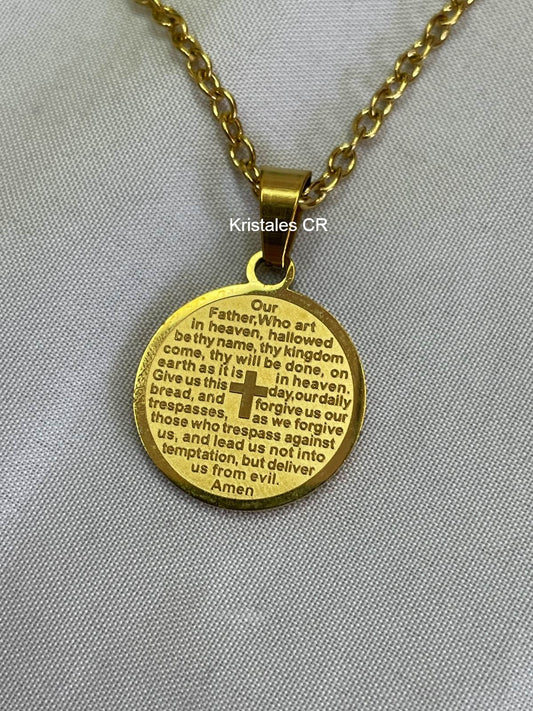 Kristales CR
Our
Father,Who art
in heaven, hallowed
be thy name, thy kingdom
come, thy will be done, on
earth as it is in heaven.
Give us this day,our daily
bread, and forgive us our
trespasses, as we forgive
those who trespass against
us, and lead us not into
temptation, but deliver
us from evil.
Amen